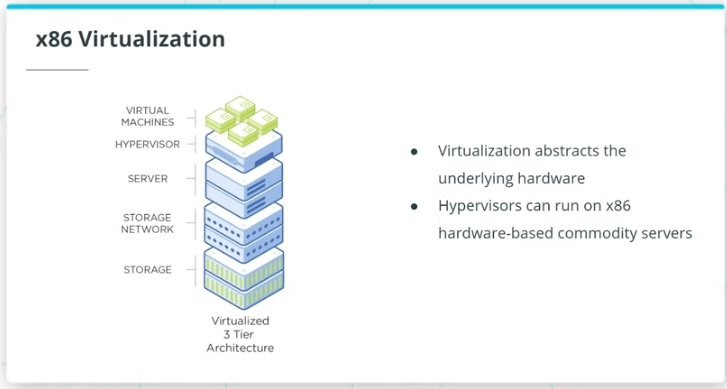 x86 Virtualization
VIRTUAL
MACHINES
HYPERVISOR
SERVER
STORAGE
NETWORK
STORAGE
Virtualized
3 Tier
Architecture
● Virtualization abstracts the
underlying hardware
● Hypervisors can run on x86
hardware-based commodity servers